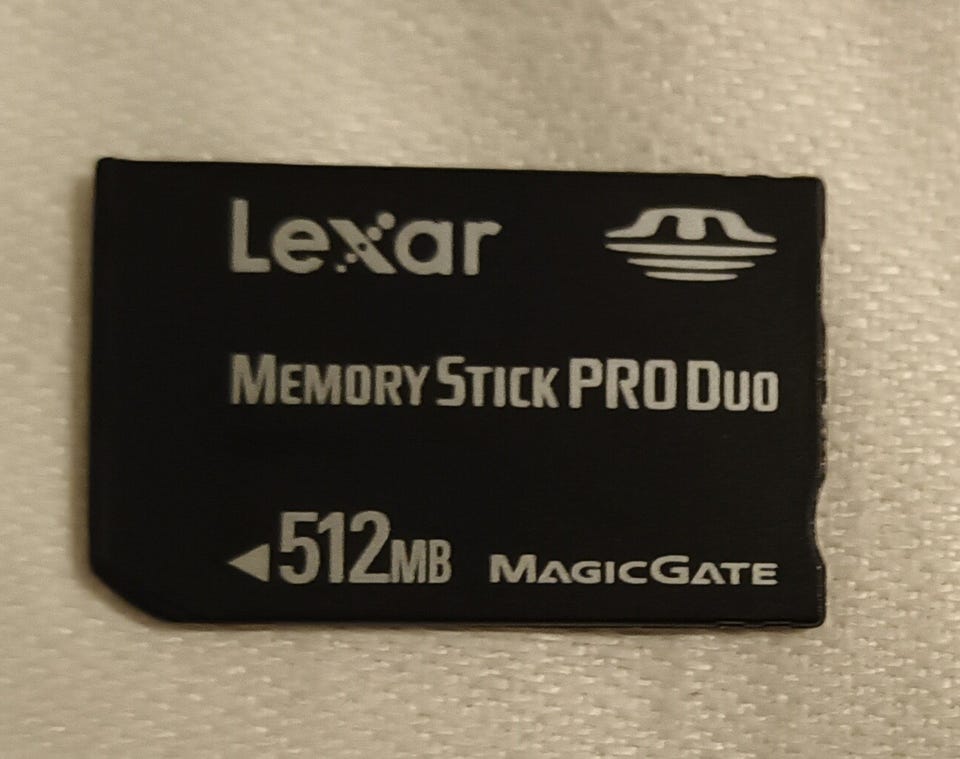 Lexar
MEMORY STICK PRO DUO
512MB MAGICGATE